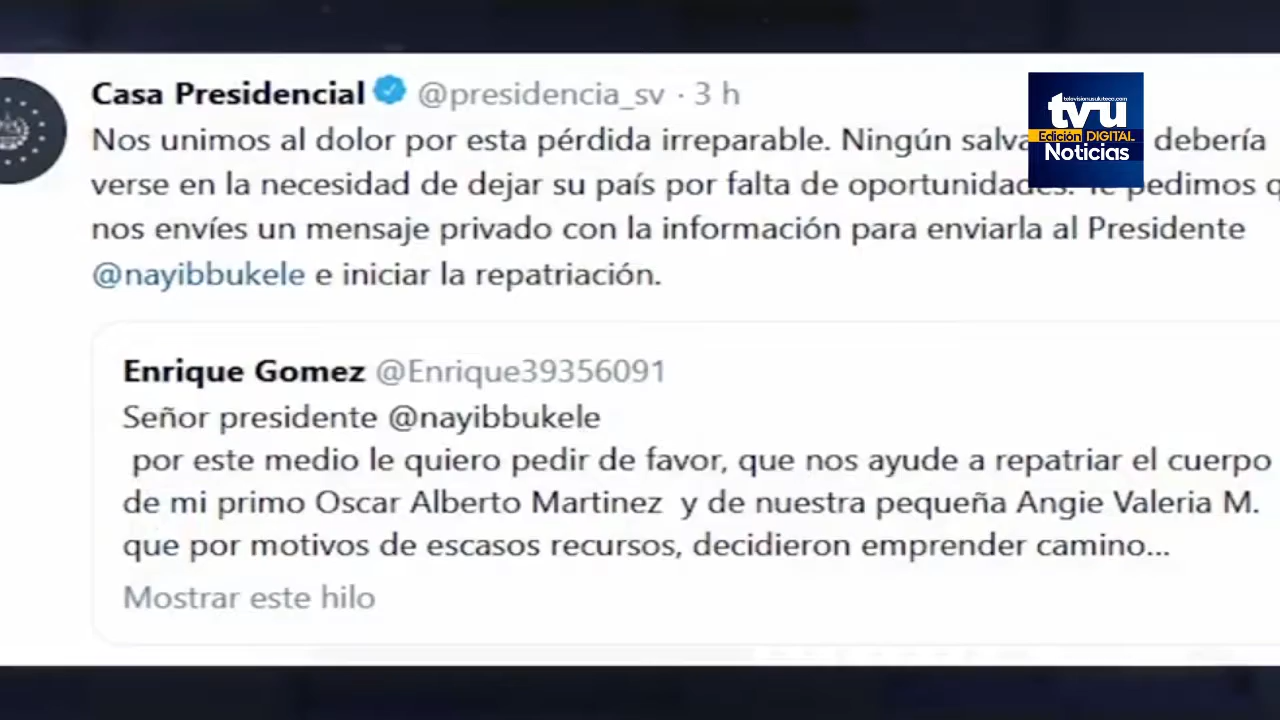 Casa Presidencial @presidencia_sv · 3 h
televisionusuluteca.com
tvu
Edición DIGITAL
Noticias
Nos unimos al dolor por esta pérdida irreparable. Ningún debería
verse en la necesidad de dejar su país por falta de oportunidades. Te pedimos
nos envíes un mensaje privado con la información para enviarla al Presidente
@nayibbukele e iniciar la repatriación.
Enrique Gomez @Enrique39356091
Señor presidente @nayibbukele
por este medio le quiero pedir de favor, que nos ayude a repatriar el cuerpo
de mi primo Oscar Alberto Martinez y de nuestra pequeña Angie Valeria M.
que por motivos de escasos recursos, decidieron emprender camino...
Mostrar este hilo